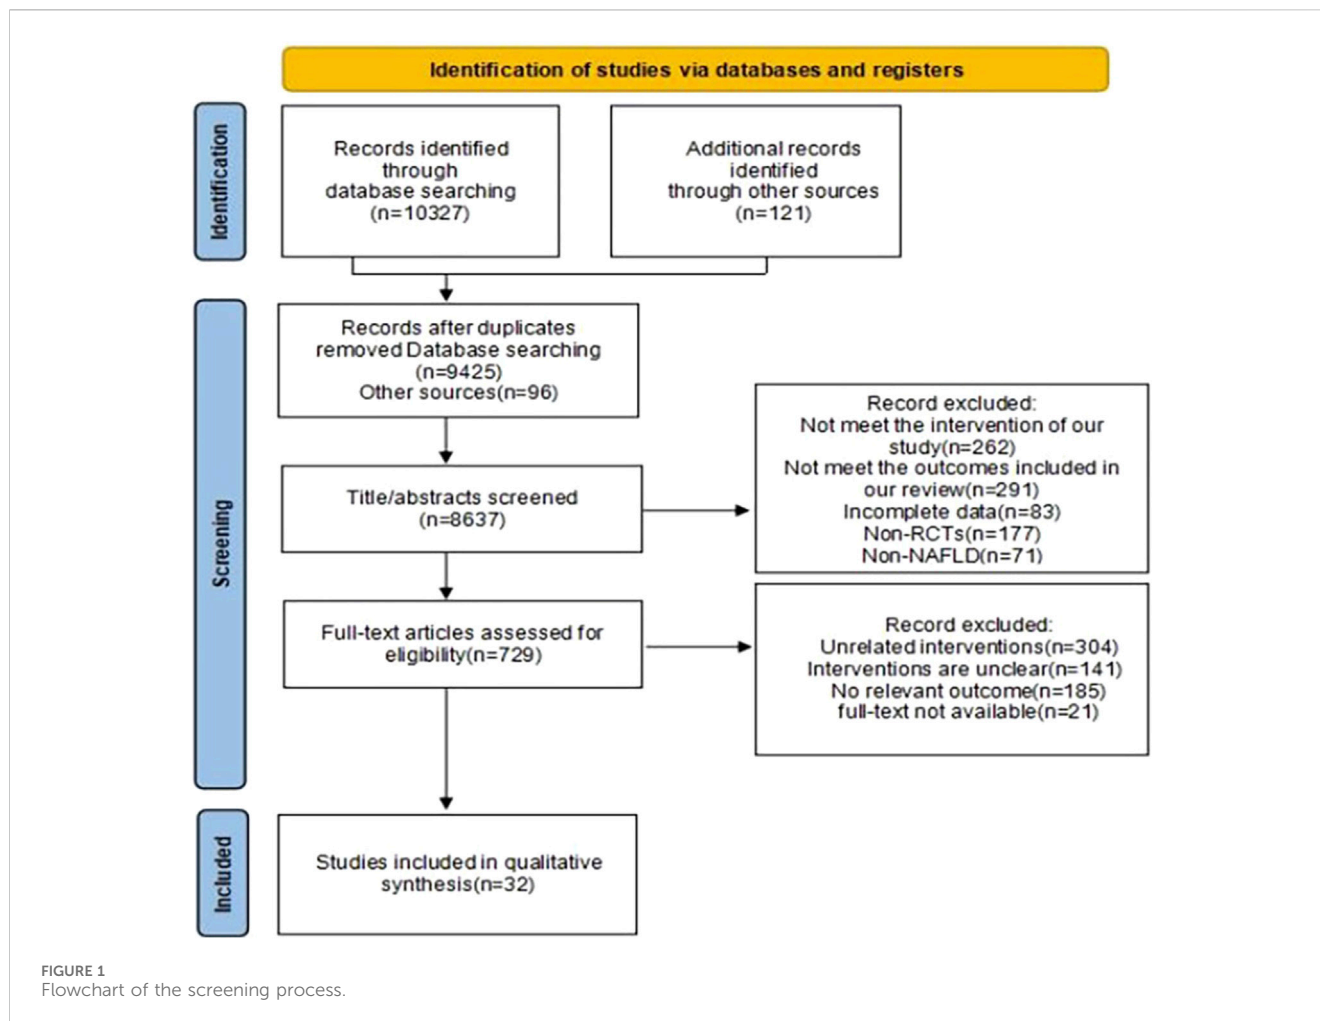 Identification of studies via databases and registers
Identification
Records identified
through
database searching
(n=10327)
Additional records
identified
through other sources
(n=121)
Screening
Records after duplicates
removed Database searching
(n=9425)
Other sources(n=96)
Title/abstracts screened
(n=8637)
Record excluded:
Not meet the intervention of our
study(n=262)
Not meet the outcomes included in
our review(n=291)
Incomplete data(n=83)
Non-RCTs(n=177)
Non-NAFLD(n=71)
Full-text articles assessed for
eligibility(n=729)
Record excluded:
Unrelated interventions(n=304)
Interventions are unclear(n=141)
No relevant outcome(n=185)
full-text not available(n=21)
Included
Studies included in qualitative
synthesis(n=32)
FIGURE 1
Flowchart of the screening process.